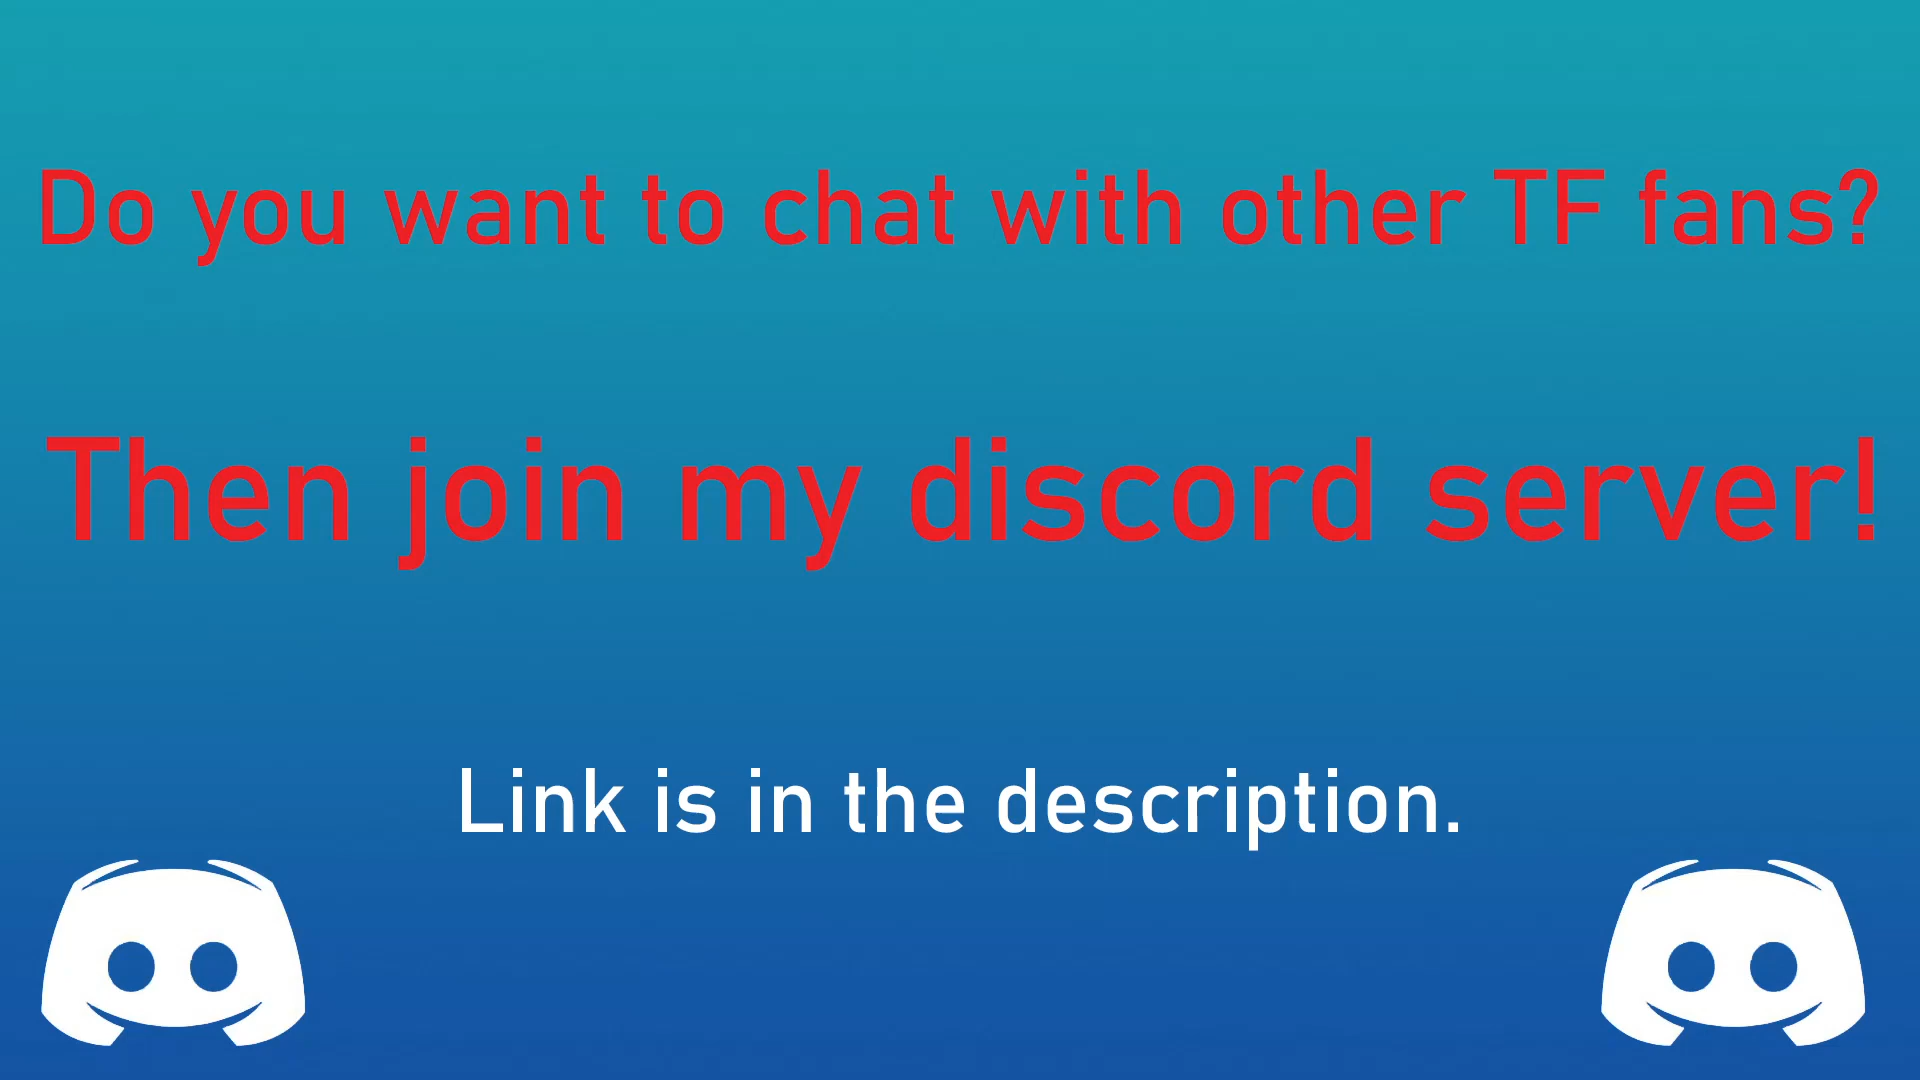 Do you want to chat with other TF fans?
Then join my discord server!
Link is in the description.